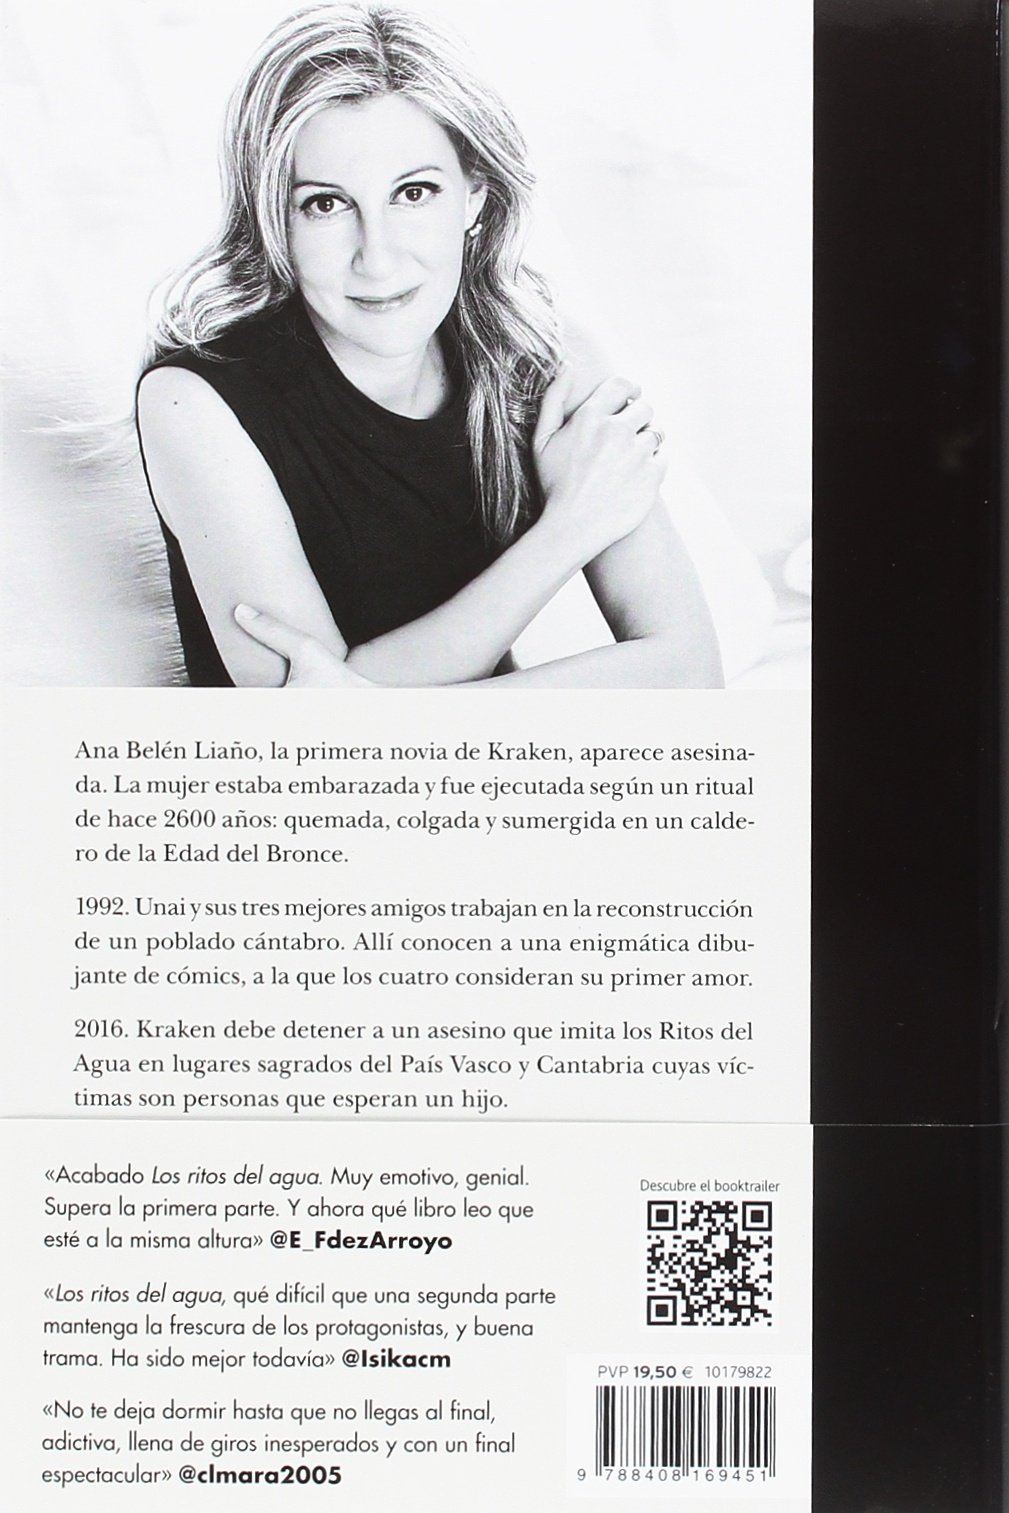 Ana Belén Liaño, la primera novia de Kraken, aparece asesina-
da. La mujer estaba embarazada y fue ejecutada según un ritual
de hace 2600 años: quemada, colgada y sumergida en un calde-
ro de la Edad del Bronce.
1992. Unai y sus tres mejores amigos trabajan en la reconstrucción
de un poblado cántabro. Allí conocen a una enigmática dibu-
jante de cómics, a la que los cuatro consideran su primer amor.
2016. Kraken debe detener a un asesino que imita los Ritos del
Agua en lugares sagrados del País Vasco y Cantabria cuyas víc-
timas son personas que esperan un hijo.
«Acabado Los ritos del agua. Muy emotivo, genial.
Supera la primera parte. Y ahora qué libro leo que
esté a la misma altura» @E_FdezArroyo
«Los ritos del agua, qué difícil que una segunda parte
mantenga la frescura de los protagonistas, y buena
trama. Ha sido mejor todavía» @Isikacm
«No te deja dormir hasta que no llegas al final,
adictiva, llena de giros inesperados y con un final
espectacular» @clmara2005
Descubre el booktrailer
PVP 19,50 € 10179822
9 788408 169451